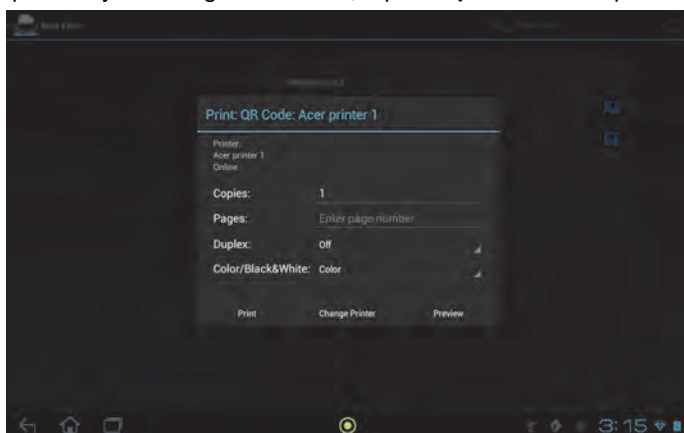 Print: QR Code: Acer printer 1
Printer:
Acer printer 1
Online
Copies: 1
Pages: Enter page number
Duplex: Off
Color/Black&White: Color
Print Change Printer Preview
3:15